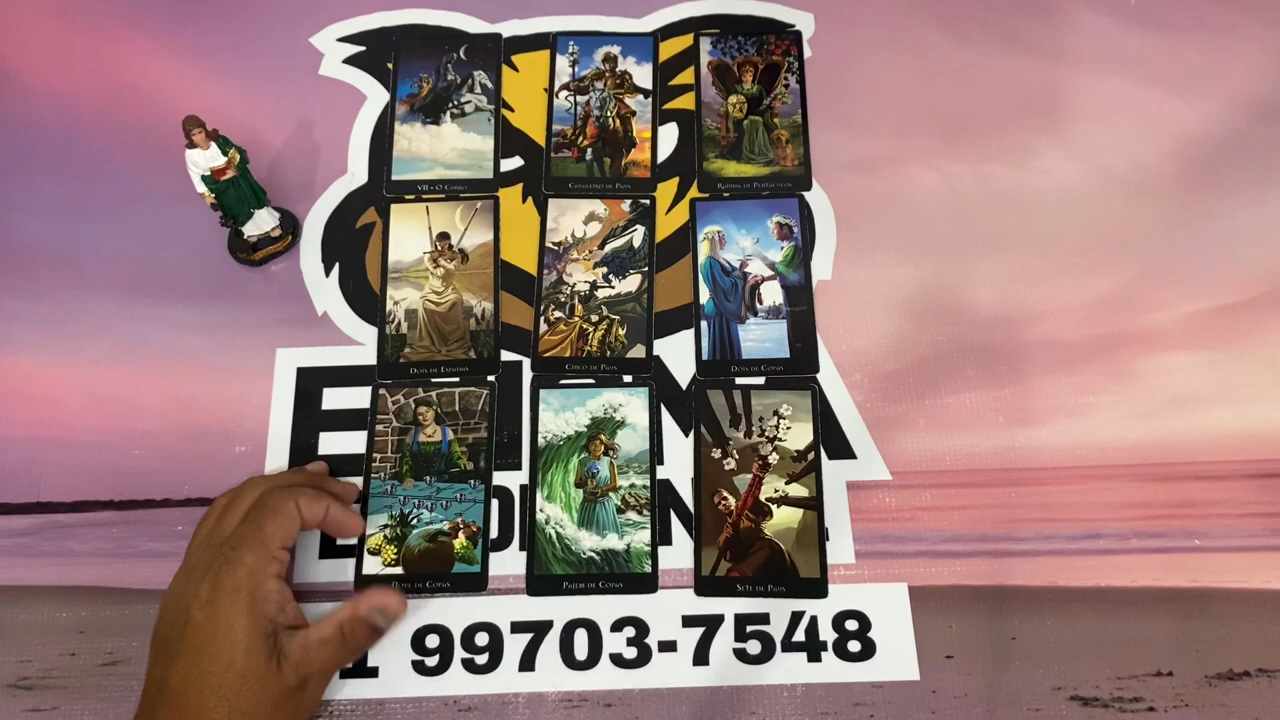 VII - O Carro
Cavaleiro de Paus
Rainha de Pentáculos
Dois de Espadas
Cinco de Paus
Dois de Copas
Nove de Copas
Pajem de Copas
Sete de Paus
1 99703-7548